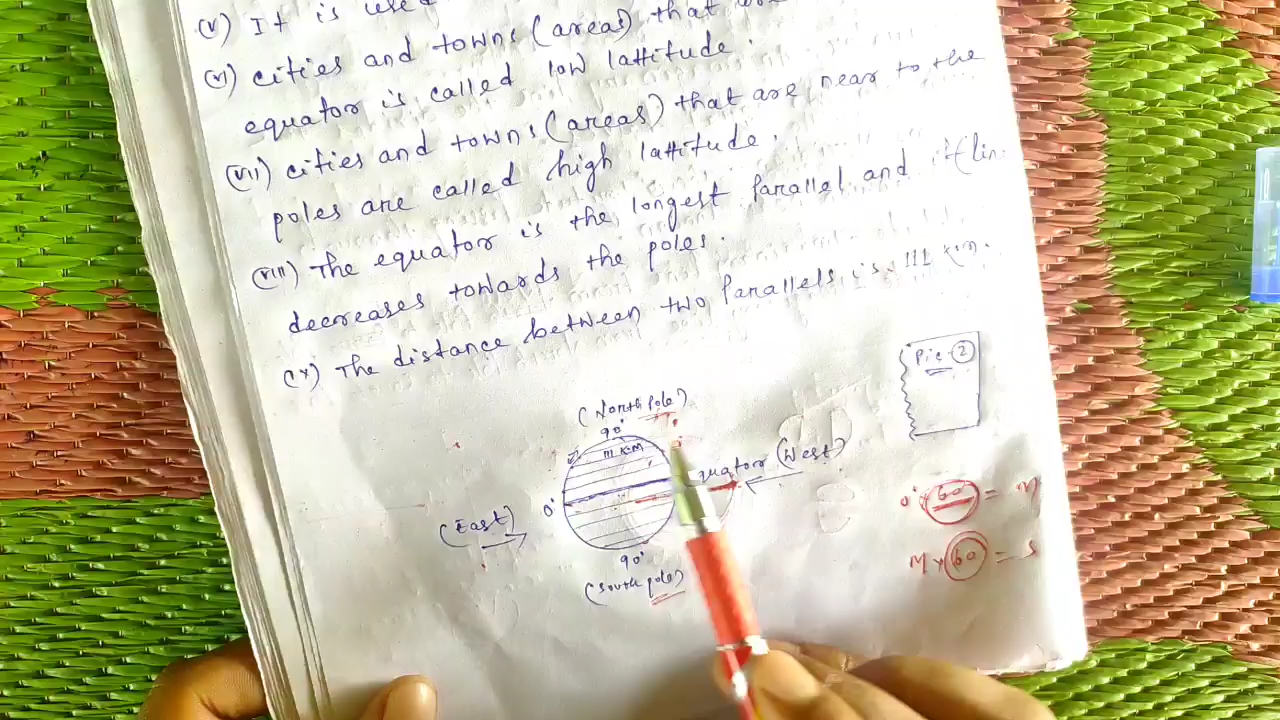 (v) It is use
(vi) cities and towns (areas) that
equator is called low lattitude.
(vii) cities and towns (areas) that are near to the
poles are called high lattitude.
(viii) The equator is the longest parallel and it
decreases towards the poles.
(x) The distance between two parallels is 111 km.
Pic-2
(North pole)
90°
111 K.M
quator (West)
0°
(East)
90°
(South pole)
0° 60 = M
M x 60 = S